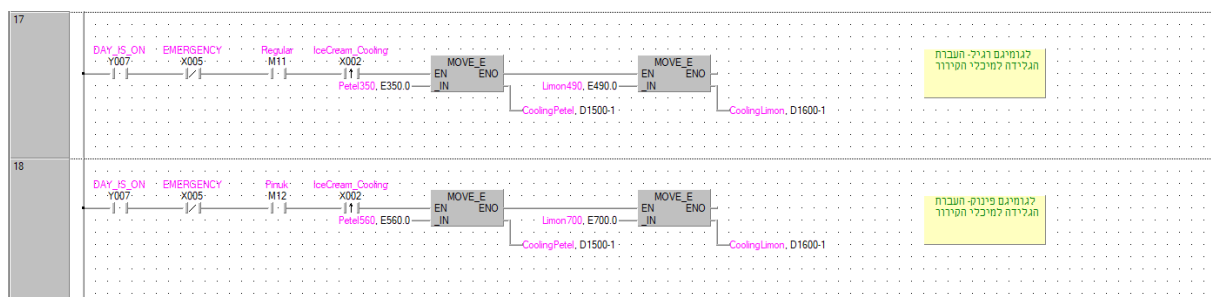 17
DAY_IS_ON EMERGENCY Regular IceCream_Cooling
Y007 X005 M11 X002
MOVE_E MOVE_E
EN ENO EN ENO
Petel350, E350.0 _IN Limon490, E490.0 _IN
CoolingPetel, D1500-1 CoolingLimon, D1600-1
לגומיגם רגיל- העברת
הגלידה למיכלי הקירור
18
DAY_IS_ON EMERGENCY Pinuk IceCream_Cooling
Y007 X005 M12 X002
MOVE_E MOVE_E
EN ENO EN ENO
Petel560, E560.0 _IN Limon700, E700.0 _IN
CoolingPetel, D1500-1 CoolingLimon, D1600-1
לגומיגם פינוק- העברת
הגלידה למיכלי הקירור